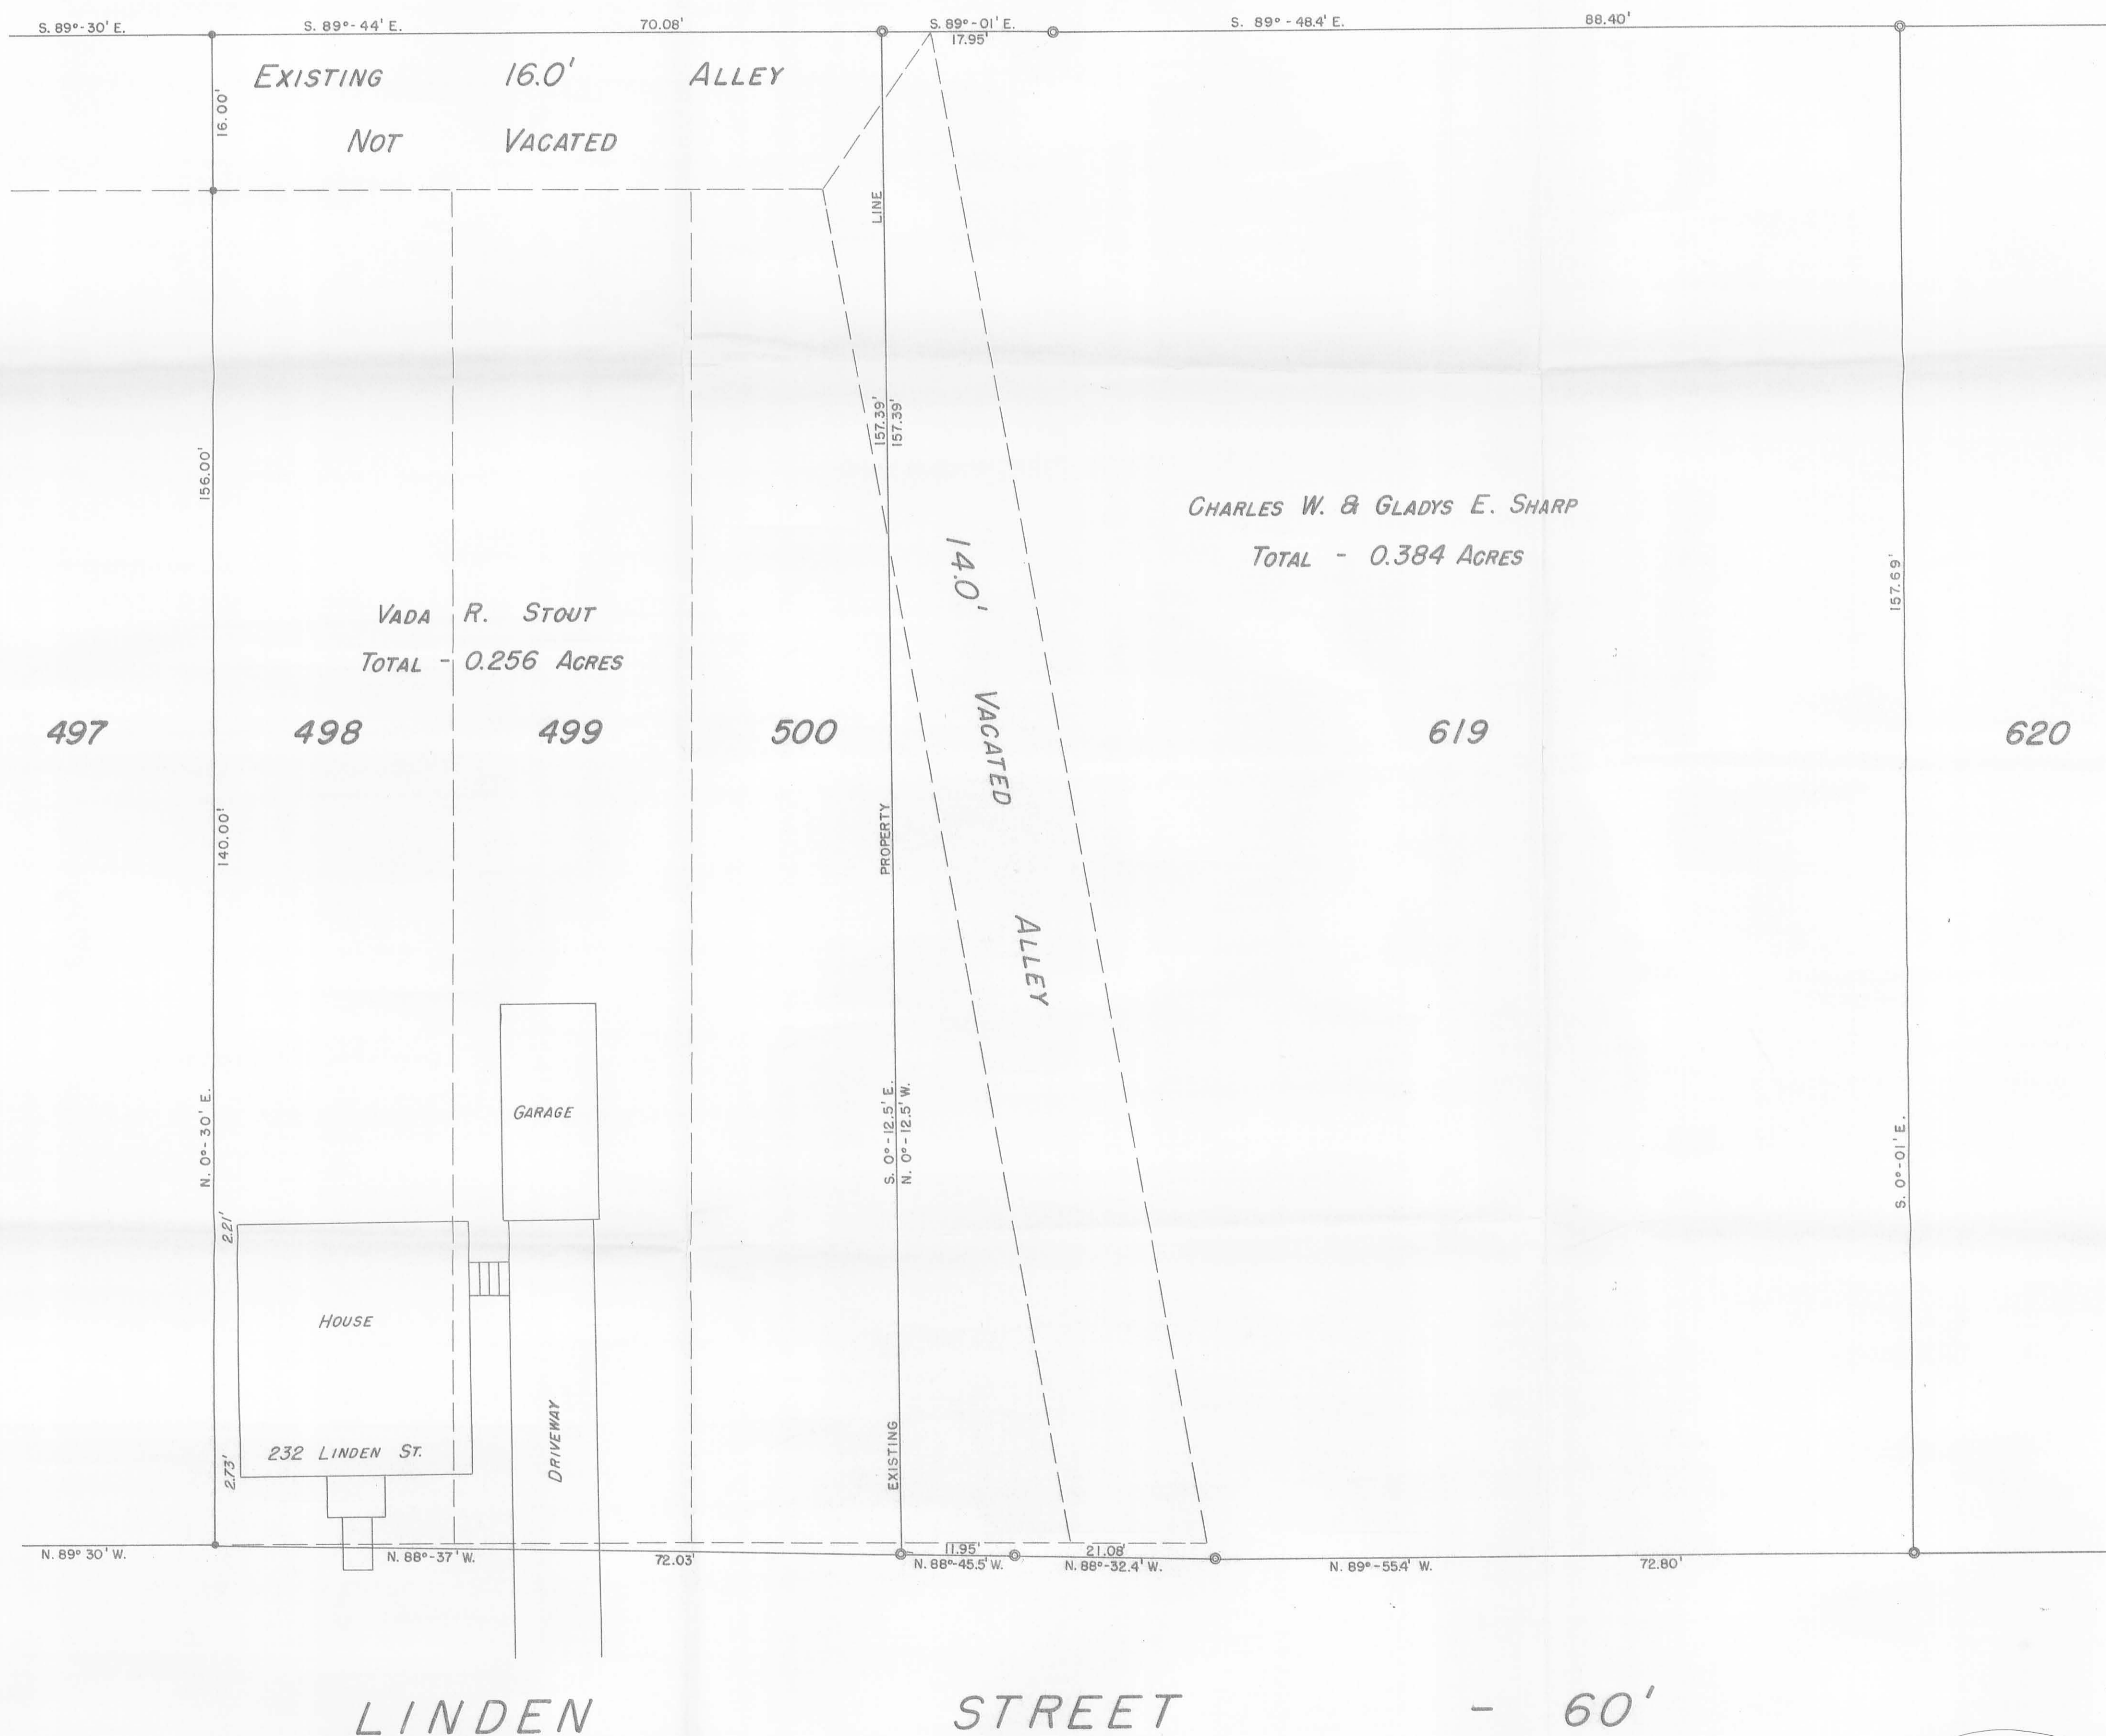 S. 89°-30' E.
S. 89°-44' E.
70.08'
S. 89°-01' E.
17.95'
S. 89°-48.4' E.
88.40'
EXISTING 16.0' ALLEY
NOT VACATED
16.00'
LINE
156.00'
157.39'
157.39'
CHARLES W. & GLADYS E. SHARP
TOTAL - 0.384 ACRES
14.0' VACATED ALLEY
157.69'
VADA R. STOUT
TOTAL - 0.256 ACRES
497
498
499
500
619
620
140.00'
PROPERTY
N. 0°-30' E.
GARAGE
S. 0°-12.5' E.
N. 0°-12.5' W.
S. 0°-01' E.
2.21'
HOUSE
232 LINDEN ST.
2.73'
DRIVEWAY
EXISTING
N. 89° 30' W.
N. 88°-37' W.
72.03'
11.95'
N. 88°-45.5' W.
21.08'
N. 88°-32.4' W.
N. 89°-55.4' W.
72.80'
LINDEN STREET - 60'